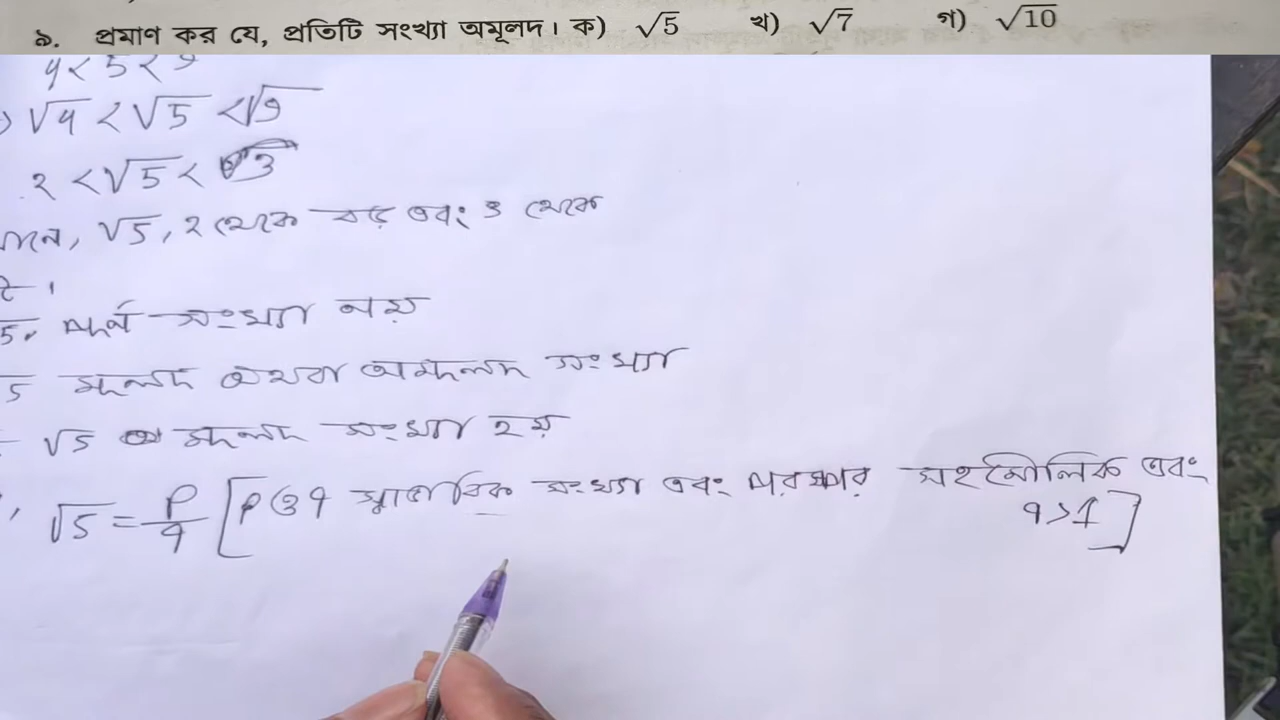 ৯. প্রমাণ কর যে, প্রতিটি সংখ্যা অমূলদ। ক) √5 খ) √7 গ) √10
4 < 5 < 9
√4 < √5 < √9
2 < √5 < 3
√5, 2 থেকে বড় এবং 3 থেকে
ট।
5. পূর্ণ সংখ্যা নয়
5 মূলদ অথবা অমূলদ সংখ্যা
√5 মূলদ সংখ্যা হয়
, √5 = p/q [p ও q স্বাভাবিক সংখ্যা এবং পরস্পর সহমৌলিক এবং
q>1]